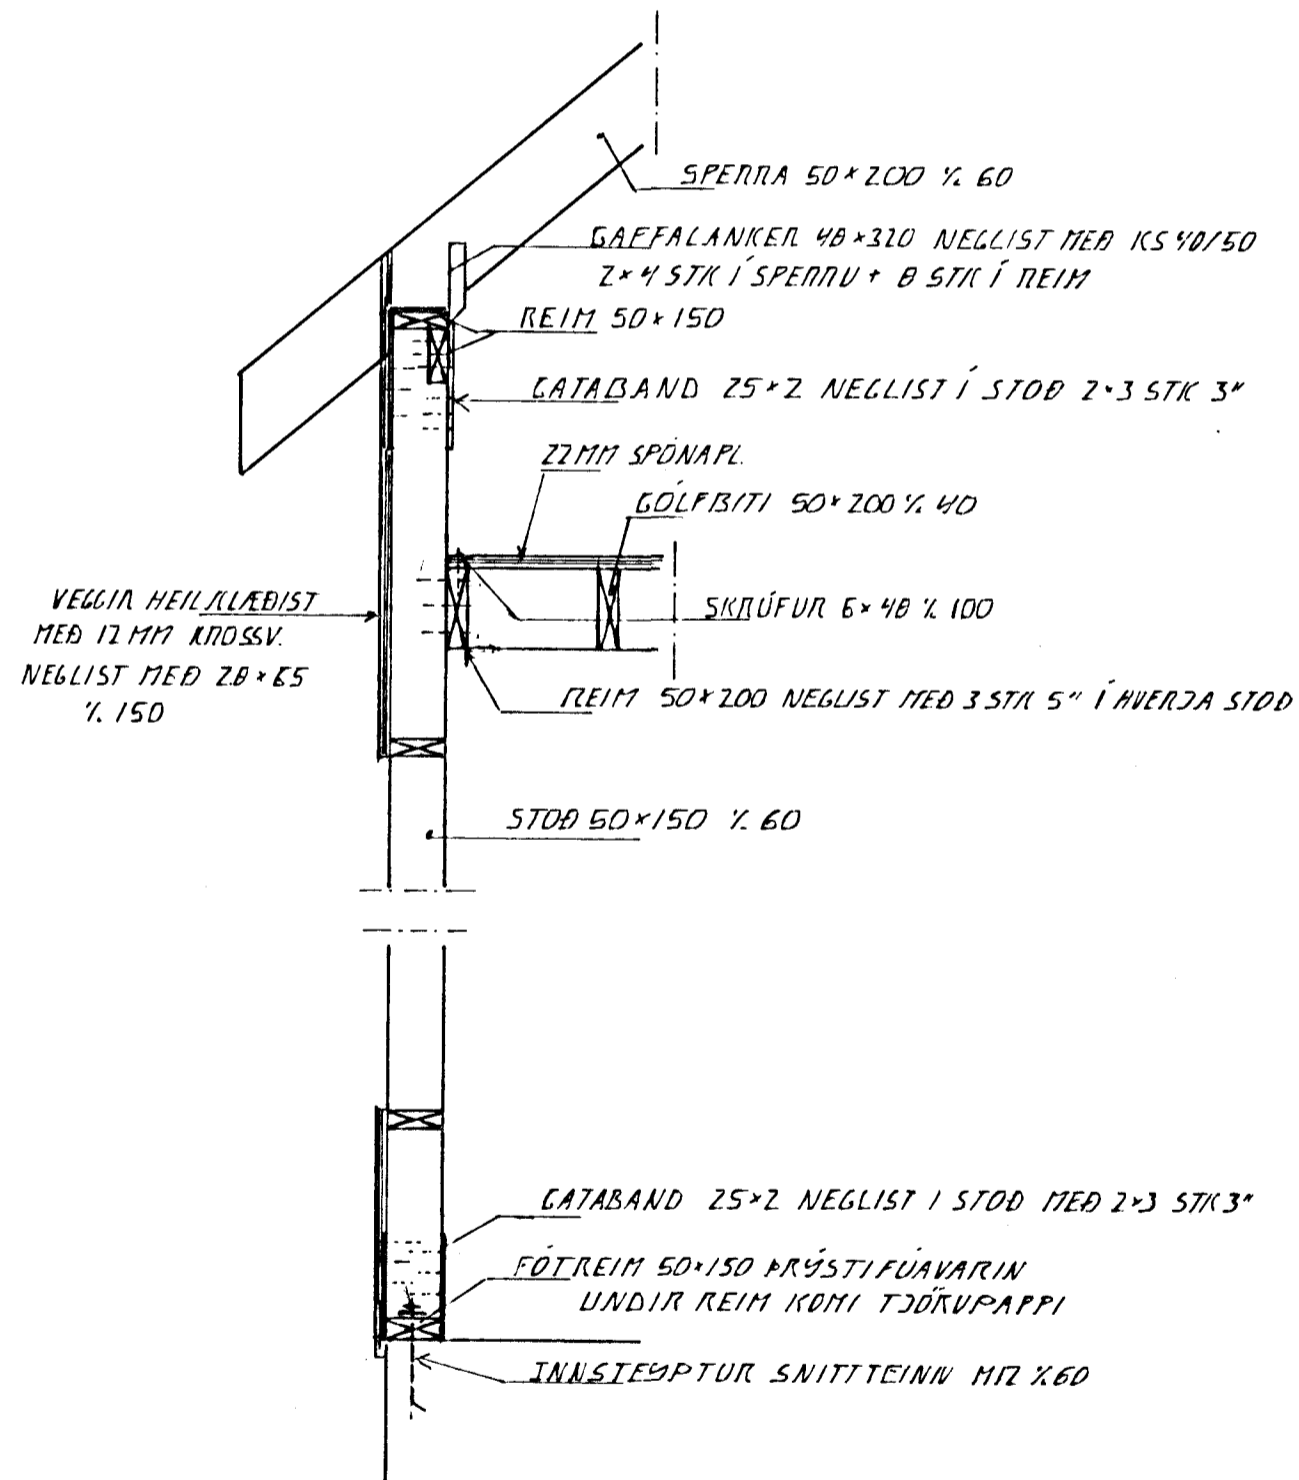 SPERRA 50×200 % 60
GAFFALANKER 48×320 NEGLIST MEÐ KS 40/50
2×4 STK Í SPERRU + 8 STK Í REIM
REIM 50×150
GATABAND 25×2 NEGLIST Í STOÐ 2×3 STK 3"
22MM SPÓNAPL.
GÓLFBITI 50×200 % 40
VEGGIR HEILKLÆÐIST
MEÐ 12 MM KROSSV.
NEGLIST MEÐ 28×65
% 150
SKRÚFUR 6×48 % 100
REIM 50×200 NEGLIST MEÐ 3 STK 5" Í HVERJA STOÐ
STOÐ 50×150 % 60
GATABAND 25×2 NEGLIST I STOÐ MEÐ 2×3 STK 3"
FÓTREIM 50×150 ÞRÝSTIFÚAVARIN
UNDIR REIM KOMI TJÖRUPAPPI
INNSTEYPTUR SNITTTEINN M12 % 60